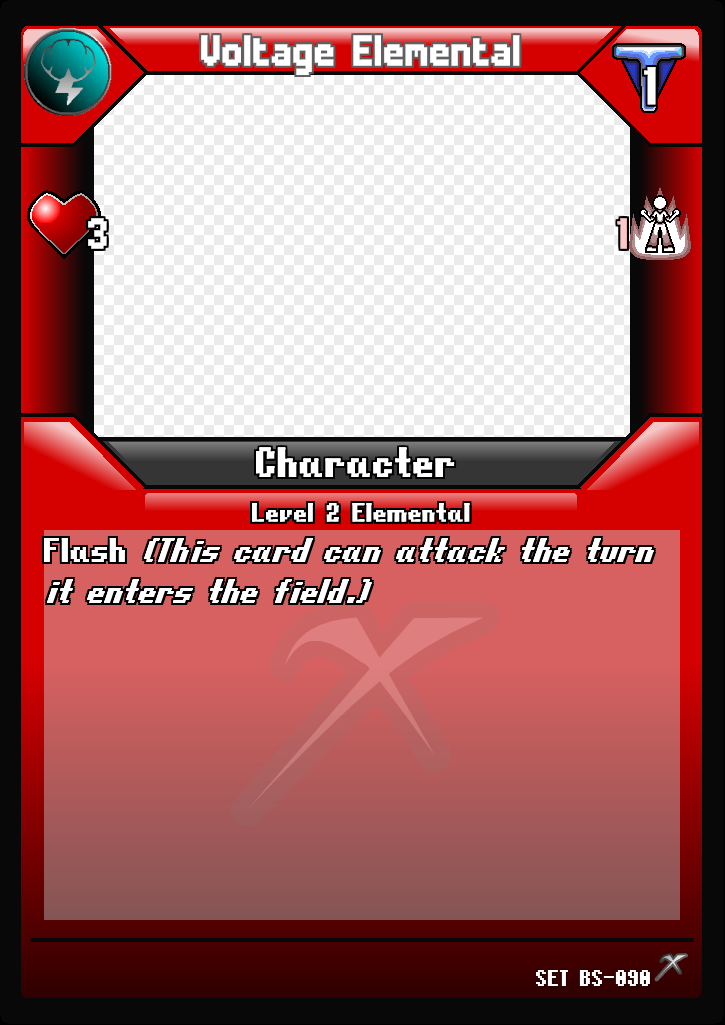 Voltage Elemental
1
3
1
Character
Level 2 Elemental
Flash (This card can attack the turn
it enters the field.)
SET BS-090